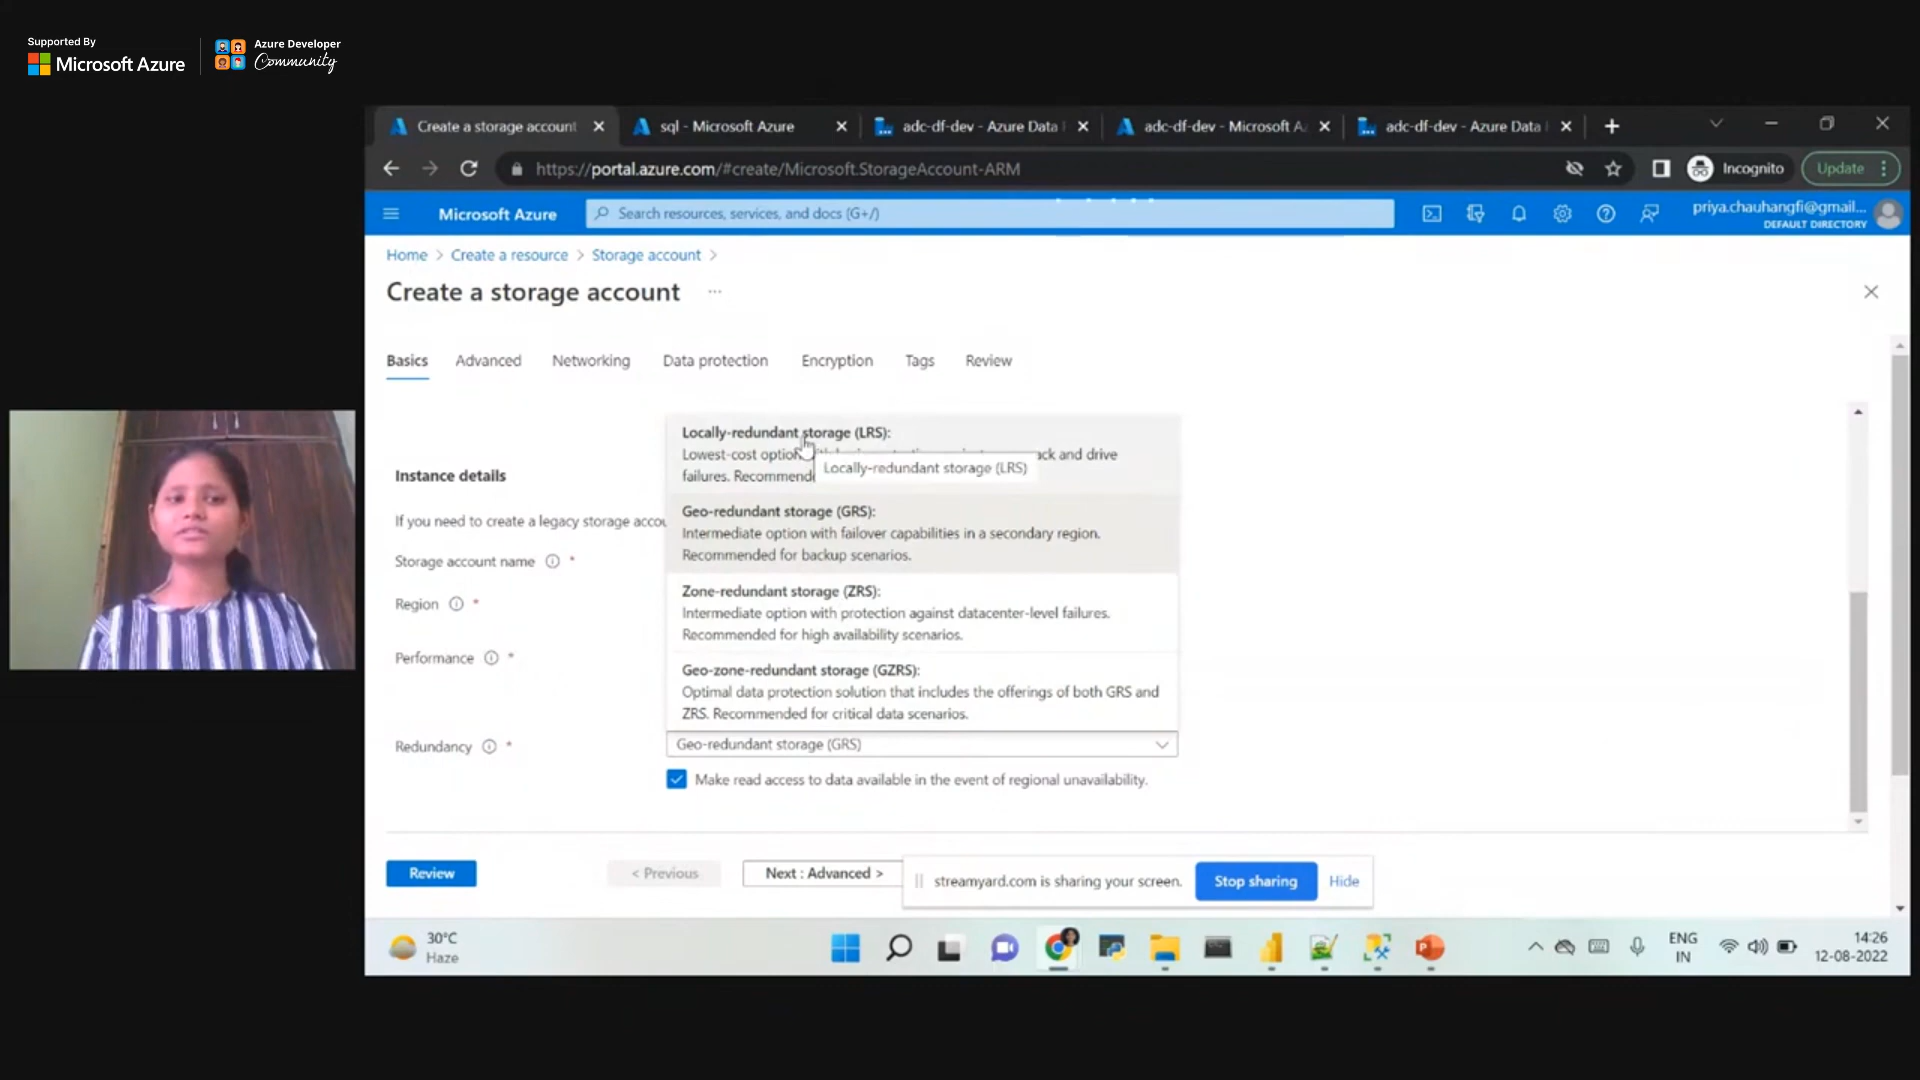 Supported By
Microsoft Azure
Azure Developer
Community
Create a storage account
sql - Microsoft Azure
adc-df-dev - Azure Data
adc-df-dev - Microsoft A
adc-df-dev - Azure Data
https://portal.azure.com/#create/Microsoft.StorageAccount-ARM
Incognito
Update
Microsoft Azure
Search resources, services, and docs (G+/)
priya.chauhangfi@gmail...
DEFAULT DIRECTORY
Home > Create a resource > Storage account >
Create a storage account ...
Basics
Advanced
Networking
Data protection
Encryption
Tags
Review
Locally-redundant storage (LRS):
Lowest-cost option ack and drive
failures. Recommende
Locally-redundant storage (LRS)
Instance details
Geo-redundant storage (GRS):
If you need to create a legacy storage accou
Intermediate option with failover capabilities in a secondary region.
Recommended for backup scenarios.
Storage account name *
Zone-redundant storage (ZRS):
Region *
Intermediate option with protection against datacenter-level failures.
Recommended for high availability scenarios.
Performance *
Geo-zone-redundant storage (GZRS):
Optimal data protection solution that includes the offerings of both GRS and
ZRS. Recommended for critical data scenarios.
Redundancy *
Geo-redundant storage (GRS)
Make read access to data available in the event of regional unavailability.
Review
< Previous
Next : Advanced >
streamyard.com is sharing your screen.
Stop sharing
Hide
30°C
Haze
ENG
IN
14:26
12-08-2022